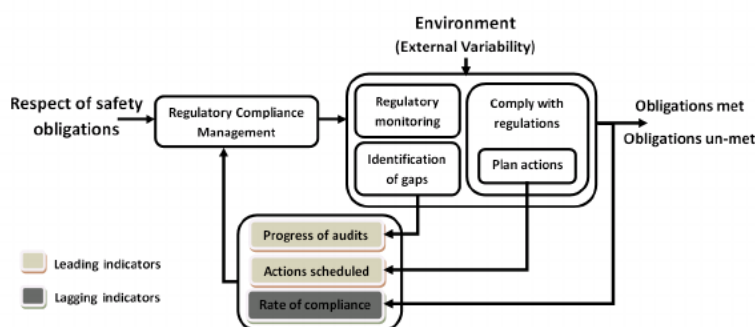 Environment
(External Variability)
Respect of safety
obligations
Regulatory Compliance
Management
Regulatory
monitoring
Identification
of gaps
Comply with
regulations
Plan actions
Obligations met
Obligations un-met
Progress of audits
Actions scheduled
Rate of compliance
Leading indicators
Lagging indicators